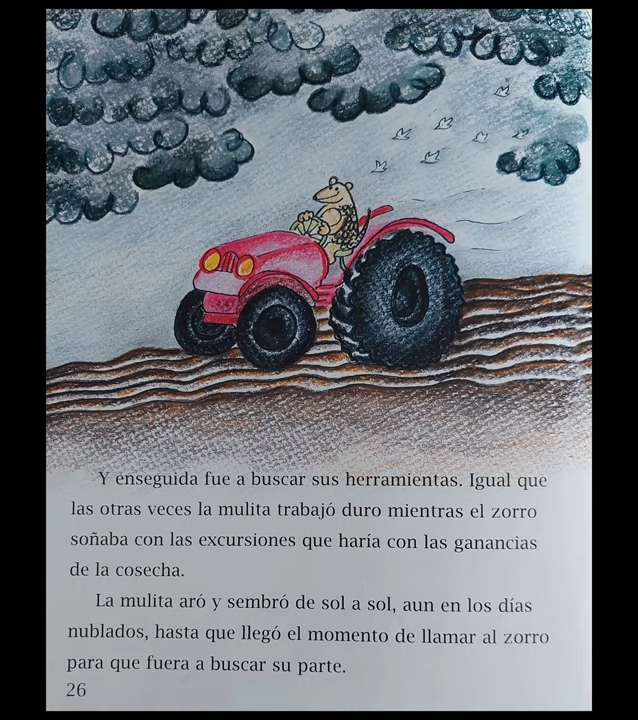 Y enseguida fue a buscar sus herramientas. Igual que
las otras veces la mulita trabajó duro mientras el zorro
soñaba con las excursiones que haría con las ganancias
de la cosecha.
La mulita aró y sembró de sol a sol, aun en los días
nublados, hasta que llegó el momento de llamar al zorro
para que fuera a buscar su parte.
26